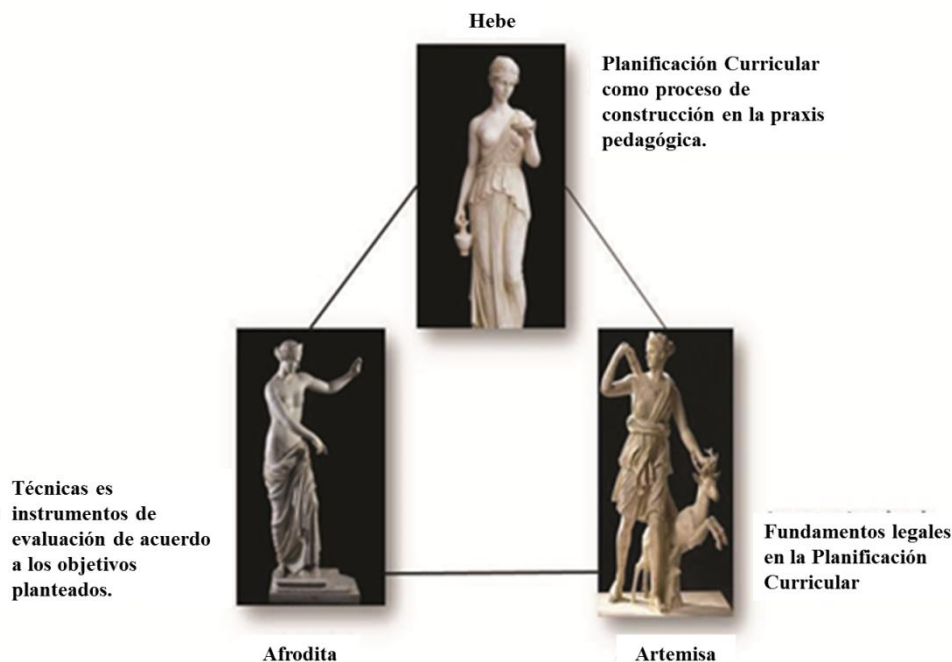 Hebe
Planificación Curricular
como proceso de
construcción en la praxis
pedagógica.
Técnicas es
instrumentos de
evaluación de acuerdo
a los objetivos
planteados.
Fundamentos legales
en la Planificación
Curricular
Afrodita
Artemisa